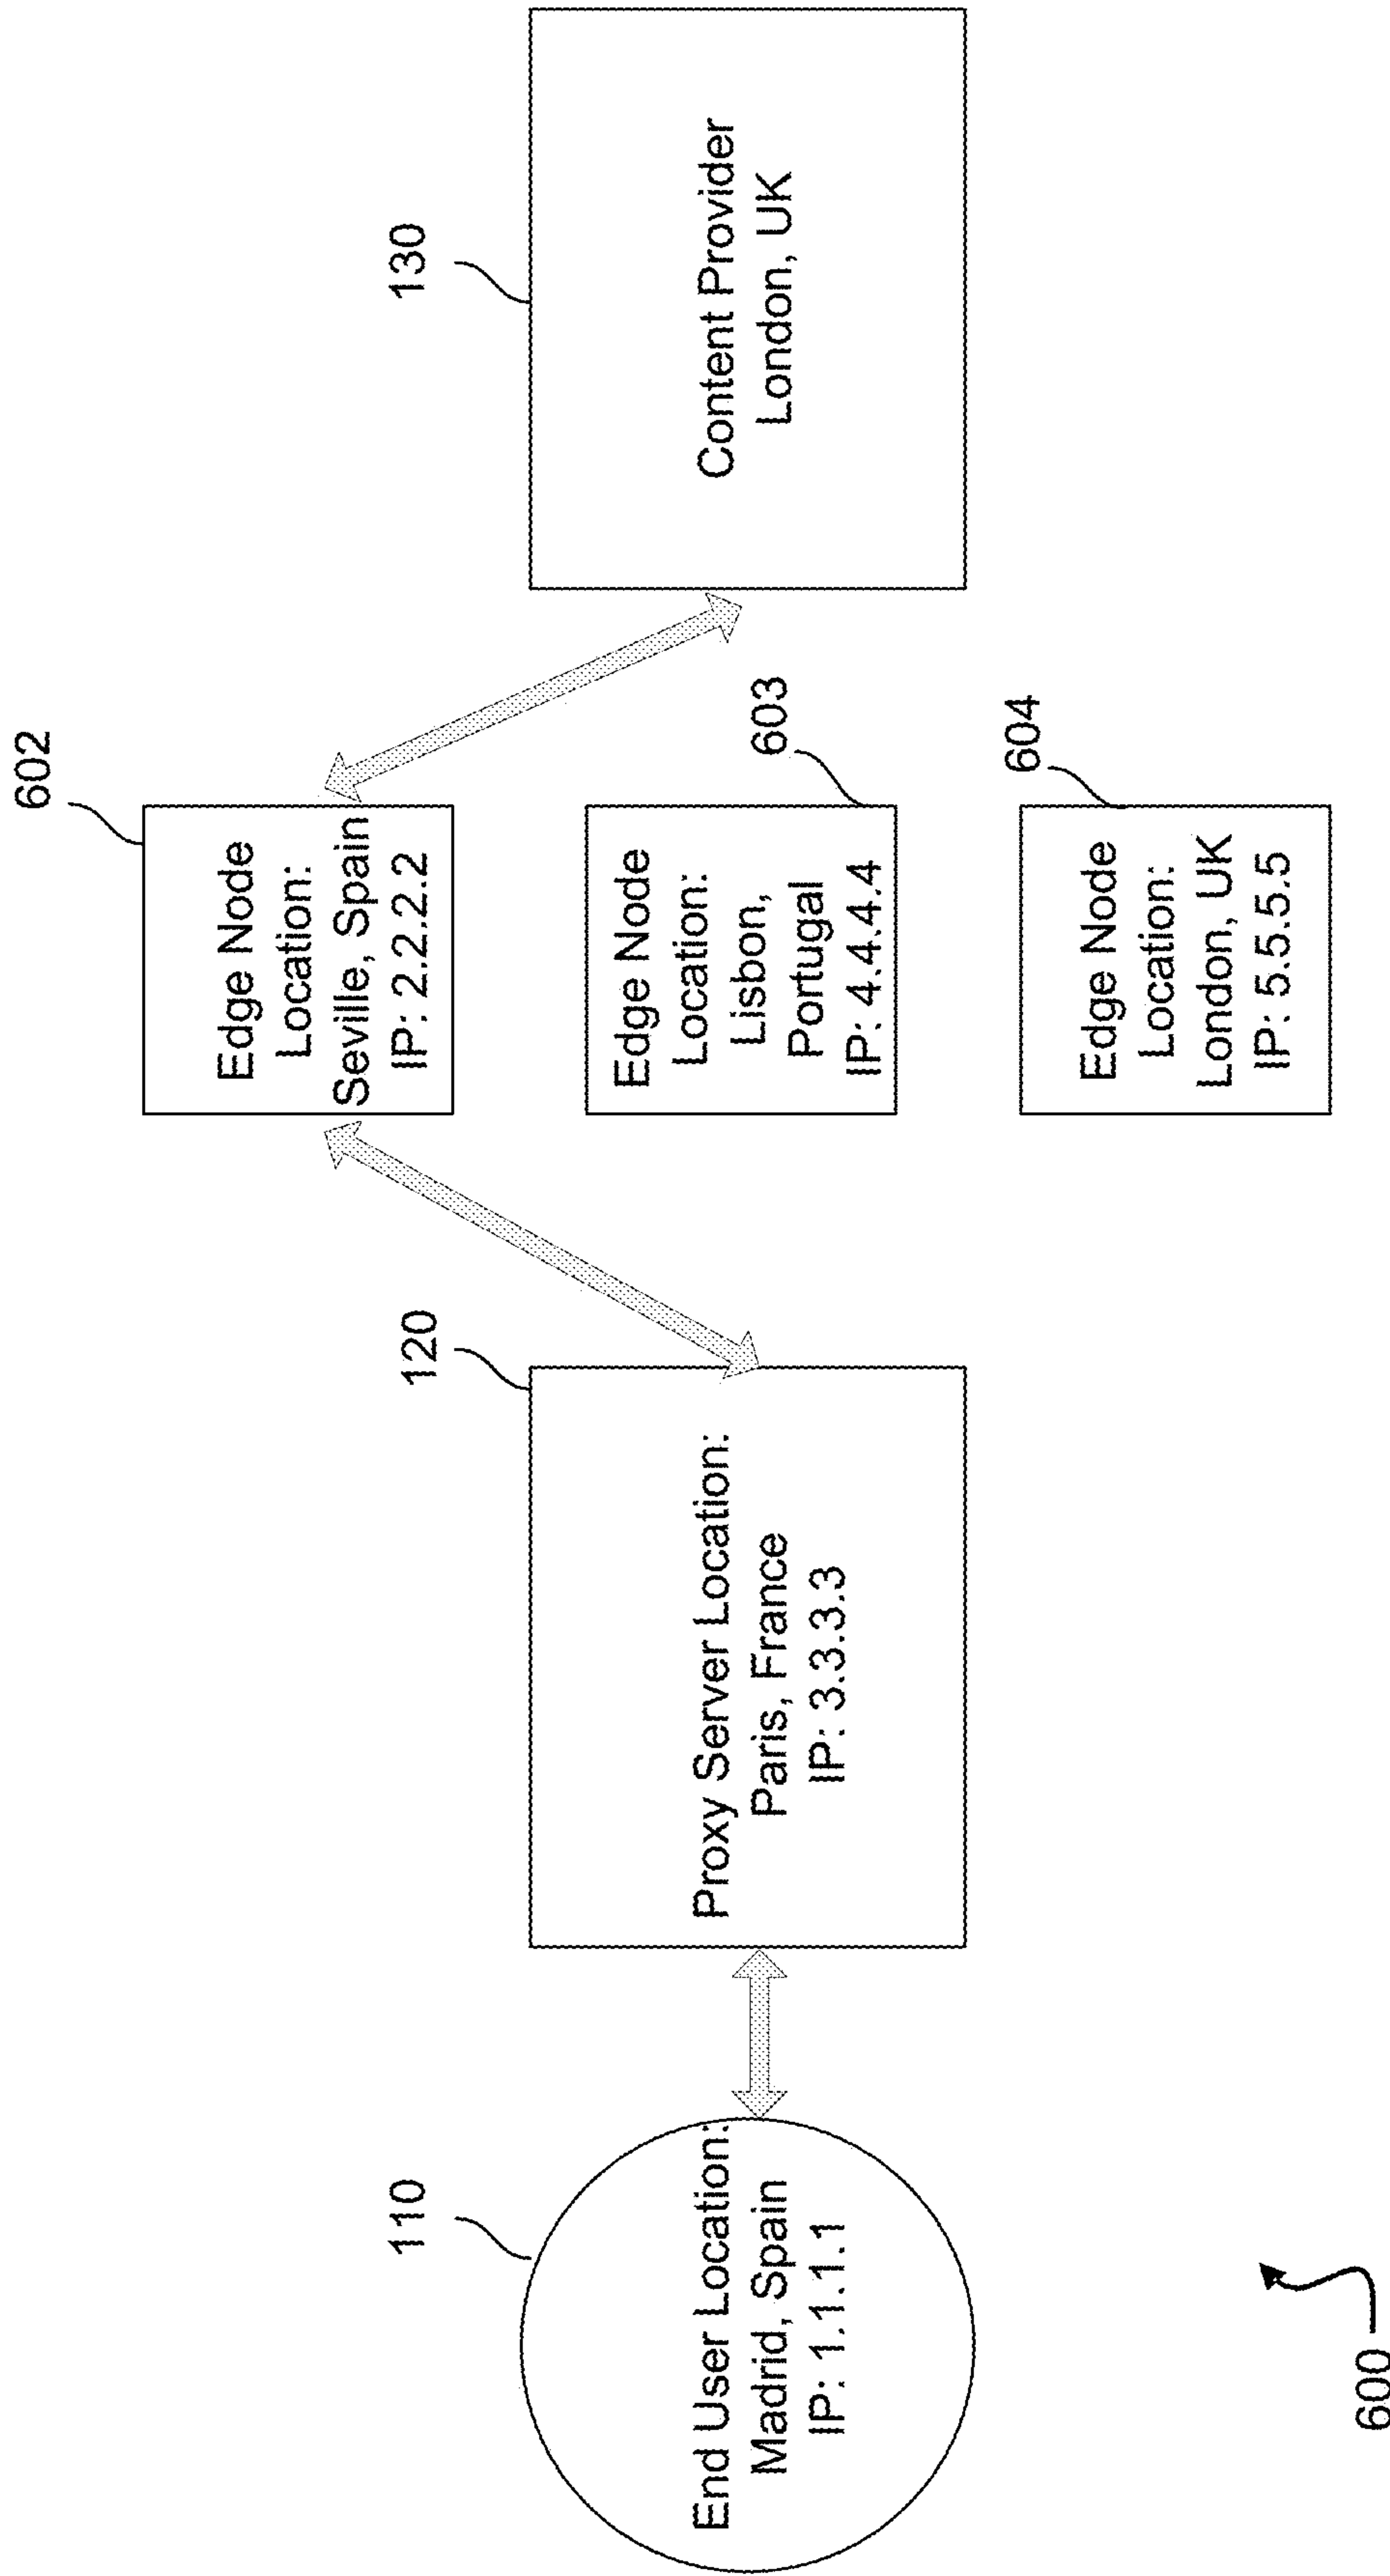 110
End User Location:
Madrid, Spain
IP: 1.1.1.1
120
Proxy Server Location:
Paris, France
IP: 3.3.3.3
602
Edge Node
Location:
Seville, Spain
IP: 2.2.2.2
603
Edge Node
Location:
Lisbon,
Portugal
IP: 4.4.4.4
604
Edge Node
Location:
London, UK
IP: 5.5.5.5
130
Content Provider
London, UK
600